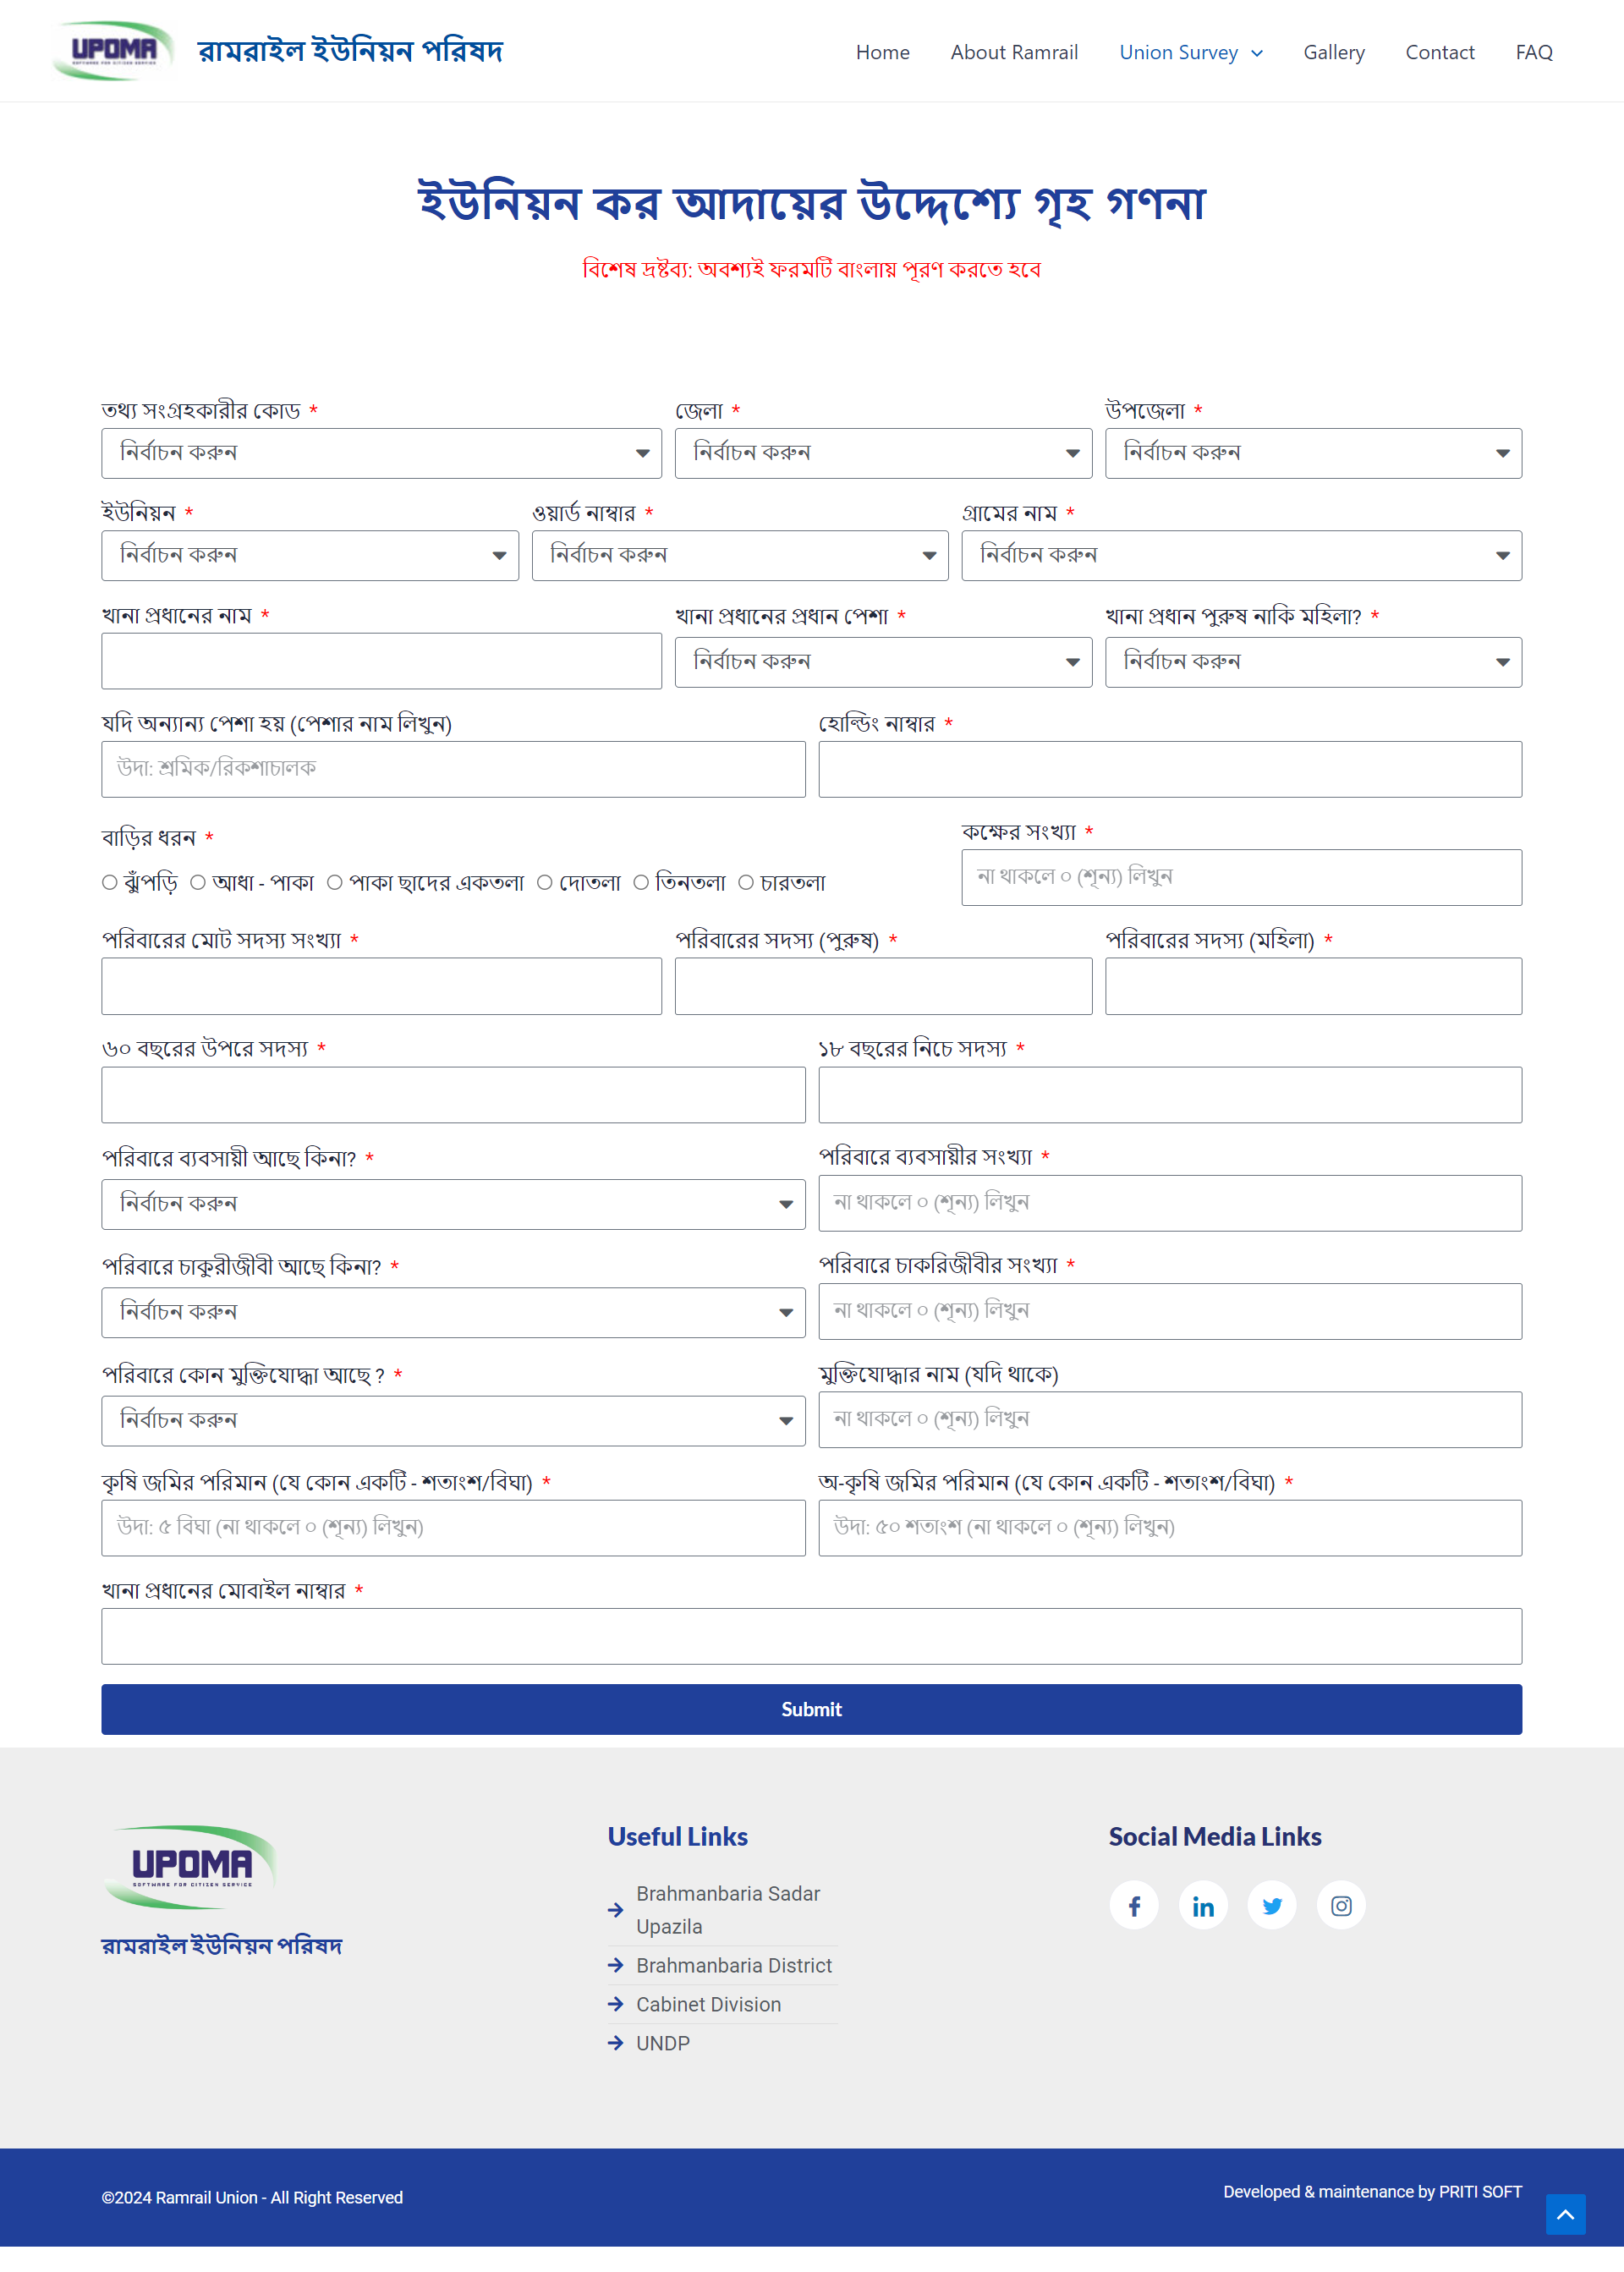 UPOMA
SOFTWARE FOR CITIZEN SERVICE
রামরাইল ইউনিয়ন পরিষদ
Home About Ramrail Union Survey Gallery Contact FAQ
ইউনিয়ন কর আদায়ের উদ্দেশ্যে গৃহ গণনা
বিশেষ দ্রষ্টব্য: অবশ্যই ফরমটি বাংলায় পূরণ করতে হবে
তথ্য সংগ্রহকারীর কোড * জেলা * উপজেলা *
নির্বাচন করুন নির্বাচন করুন নির্বাচন করুন
ইউনিয়ন * ওয়ার্ড নাম্বার * গ্রামের নাম *
নির্বাচন করুন নির্বাচন করুন নির্বাচন করুন
খানা প্রধানের নাম * খানা প্রধানের প্রধান পেশা * খানা প্রধান পুরুষ নাকি মহিলা? *
নির্বাচন করুন নির্বাচন করুন
যদি অন্যান্য পেশা হয় (পেশার নাম লিখুন) হোল্ডিং নাম্বার *
উদা: শ্রমিক/রিকশাচালক
বাড়ির ধরন * কক্ষের সংখ্যা *
ঝুঁপড়ি আধা - পাকা পাকা ছাদের একতলা দোতলা তিনতলা চারতলা না থাকলে ০ (শূন্য) লিখুন
পরিবারের মোট সদস্য সংখ্যা * পরিবারের সদস্য (পুরুষ) * পরিবারের সদস্য (মহিলা) *
৬০ বছরের উপরে সদস্য * ১৮ বছরের নিচে সদস্য *
পরিবারে ব্যবসায়ী আছে কিনা? * পরিবারে ব্যবসায়ীর সংখ্যা *
নির্বাচন করুন না থাকলে ০ (শূন্য) লিখুন
পরিবারে চাকুরীজীবী আছে কিনা? * পরিবারে চাকরিজীবীর সংখ্যা *
নির্বাচন করুন না থাকলে ০ (শূন্য) লিখুন
পরিবারে কোন মুক্তিযোদ্ধা আছে ? * মুক্তিযোদ্ধার নাম (যদি থাকে)
নির্বাচন করুন না থাকলে ০ (শূন্য) লিখুন
কৃষি জমির পরিমান (যে কোন একটি - শতাংশ/বিঘা) * অ-কৃষি জমির পরিমান (যে কোন একটি - শতাংশ/বিঘা) *
উদা: ৫ বিঘা (না থাকলে ০ (শূন্য) লিখুন) উদা: ৫০ শতাংশ (না থাকলে ০ (শূন্য) লিখুন)
খানা প্রধানের মোবাইল নাম্বার *
Submit
UPOMA
SOFTWARE FOR CITIZEN SERVICE
রামরাইল ইউনিয়ন পরিষদ
Useful Links
Brahmanbaria Sadar
Upazila
Brahmanbaria District
Cabinet Division
UNDP
Social Media Links
©2024 Ramrail Union - All Right Reserved
Developed & maintenance by PRITI SOFT